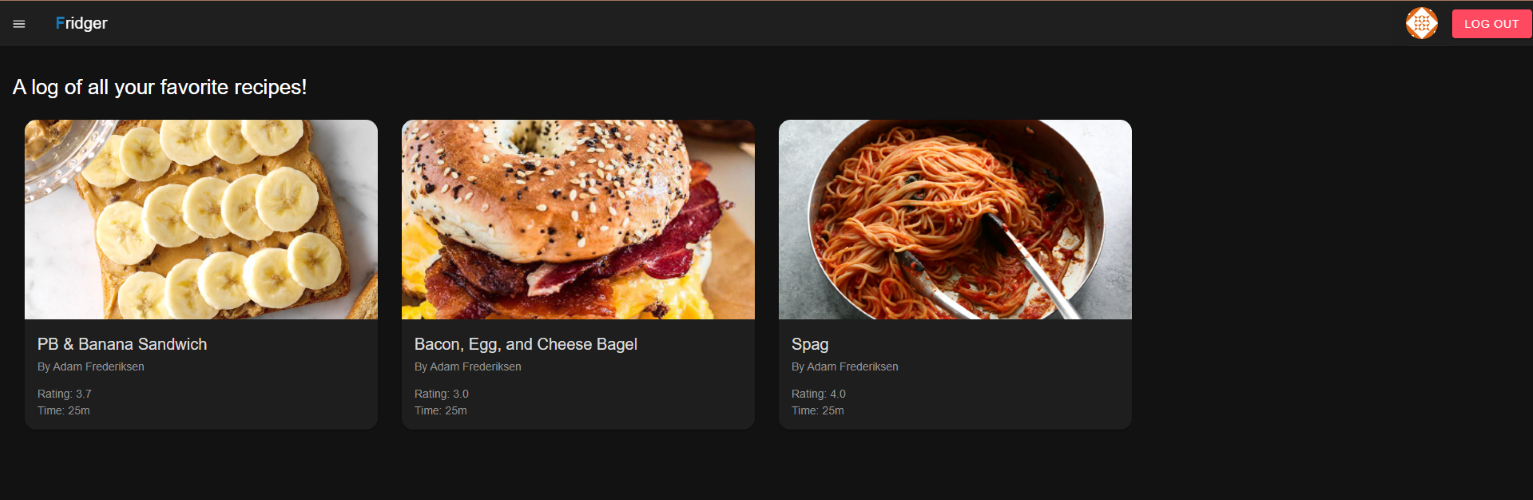 Fridger
LOG OUT
A log of all your favorite recipes!
PB & Banana Sandwich
By Adam Frederiksen
Rating: 3.7
Time: 25m
Bacon, Egg, and Cheese Bagel
By Adam Frederiksen
Rating: 3.0
Time: 25m
Spag
By Adam Frederiksen
Rating: 4.0
Time: 25m